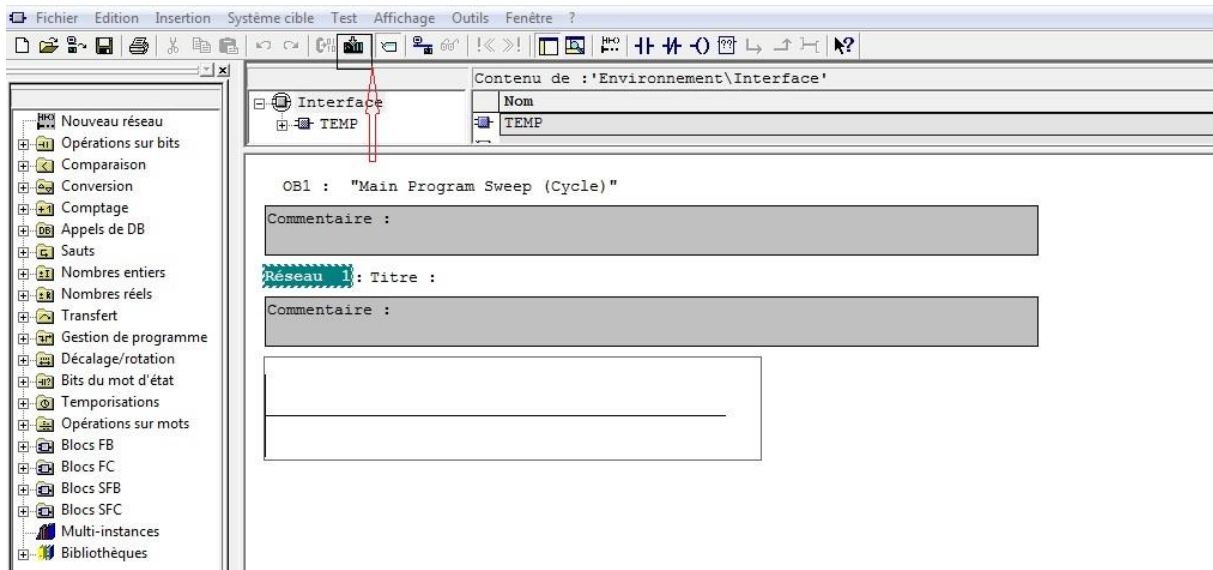 Fichier Edition Insertion Système cible Test Affichage Outils Fenêtre ?
Contenu de :'Environnement\Interface'
Interface
TEMP
Nom
TEMP
Nouveau réseau
Opérations sur bits
Comparaison
Conversion
Comptage
Appels de DB
Sauts
Nombres entiers
Nombres réels
Transfert
Gestion de programme
Décalage/rotation
Bits du mot d'état
Temporisations
Opérations sur mots
Blocs FB
Blocs FC
Blocs SFB
Blocs SFC
Multi-instances
Bibliothèques
OB1 : "Main Program Sweep (Cycle)"
Commentaire :
Réseau 1: Titre :
Commentaire :